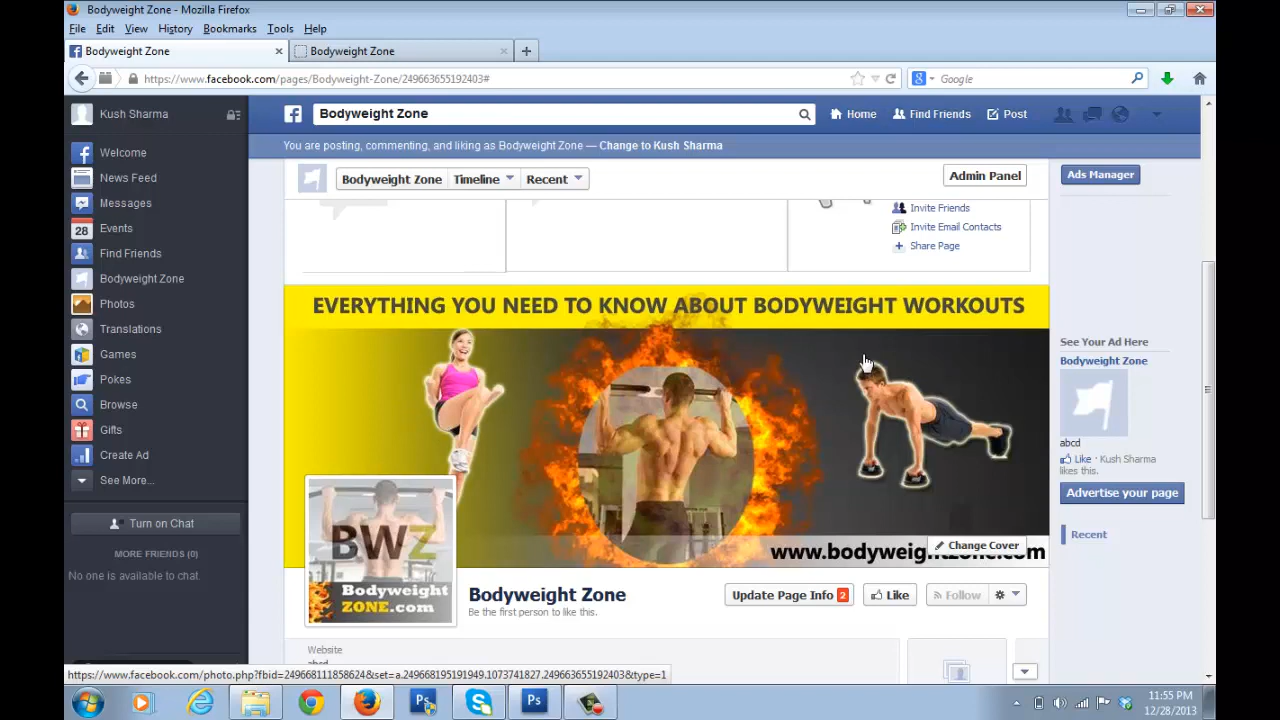 Bodyweight Zone - Mozilla Firefox
File Edit View History Bookmarks Tools Help
Bodyweight Zone
Bodyweight Zone
https://www.facebook.com/pages/Bodyweight-Zone/249663655192403#
Google
Kush Sharma
Bodyweight Zone
Home
Find Friends
Post
You are posting, commenting, and liking as Bodyweight Zone — Change to Kush Sharma
Welcome
News Feed
Messages
28
Events
Find Friends
Bodyweight Zone
Photos
Translations
Games
Pokes
Browse
Gifts
Create Ad
See More...
Turn on Chat
MORE FRIENDS (0)
No one is available to chat.
Bodyweight Zone
Timeline
Recent
Admin Panel
Invite Friends
Invite Email Contacts
Share Page
EVERYTHING YOU NEED TO KNOW ABOUT BODYWEIGHT WORKOUTS
www.bodyweightzone.com
Change Cover
BWZ
Bodyweight
ZONE.com
Bodyweight Zone
Be the first person to like this.
Update Page Info 2
Like
Follow
Website
abcd
Ads Manager
See Your Ad Here
Bodyweight Zone
abcd
Like · Kush Sharma
likes this.
Advertise your page
Recent
https://www.facebook.com/photo.php?fbid=249668111858624&set=a.249668195191949.1073741827.249663655192403&type=1
Ps
11:55 PM
12/28/2013